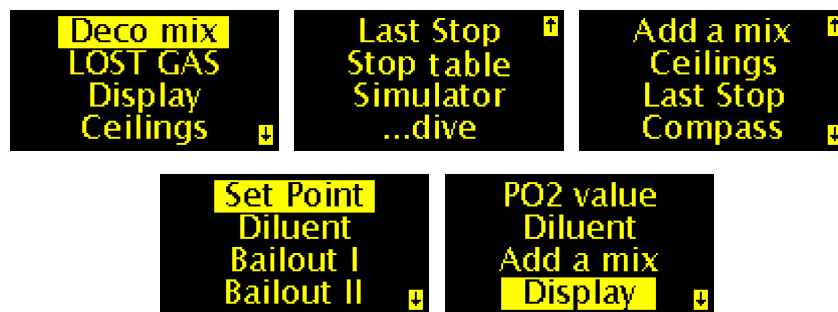 Deco mix
LOST GAS
Display
Ceilings
Last Stop
Stop table
Simulator
...dive
Add a mix
Ceilings
Last Stop
Compass
Set Point
Diluent
Bailout I
Bailout II
PO2 value
Diluent
Add a mix
Display